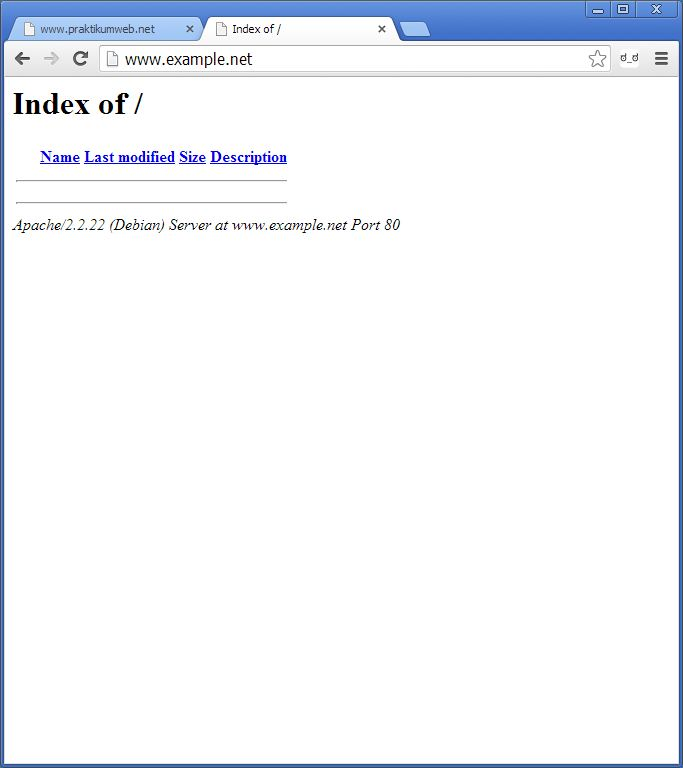 www.praktikumweb.net
Index of /
www.example.net
ಠ_ಠ
Index of /
Name Last modified Size Description
Apache/2.2.22 (Debian) Server at www.example.net Port 80